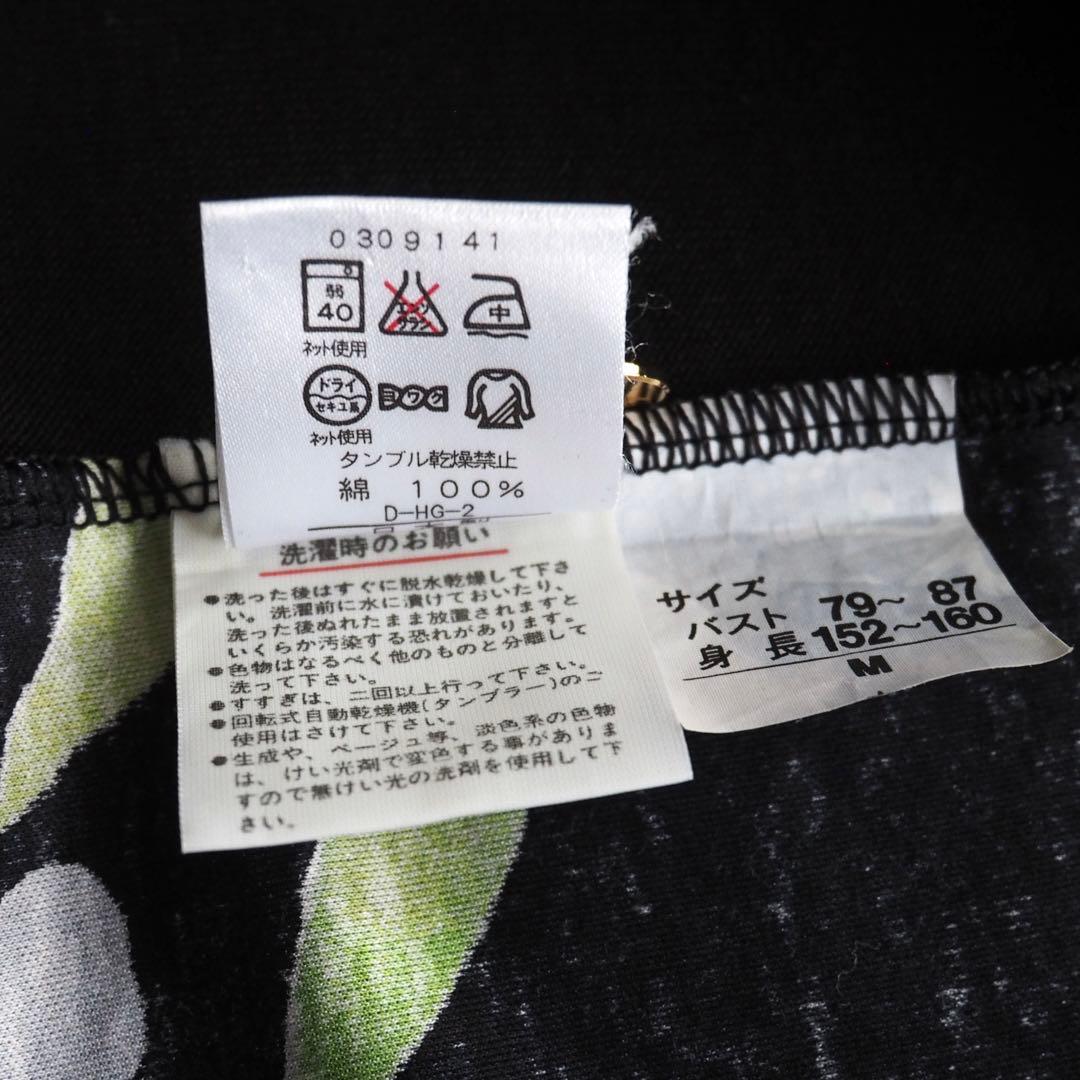 0309141
弱
40
エンソ
サラシ
中
ネット使用
ドライ
セキユ系
ヨワク
ネット使用
タンブル乾燥禁止
綿 100%
D-HG-2
洗濯時のお願い
●洗った後はすぐに脱水乾燥して下さ
い。洗濯前に水に漬けておいたり、
洗った後ぬれたまま放置されますと
いくらか汚染する恐れがあります。
●色物はなるべく他のものと分離して
洗って下さい。
●すすぎは、二回以上行って下さい。
●回転式自動乾燥機(タンブラー)のご
使用はさけて下さい。
●生成や、ベージュ等、淡色系の色物
は、けい光剤で変色する事がありま
すので無けい光の洗剤を使用して下
さい。
サイズ
バスト 79～ 87
身長 152～160
M